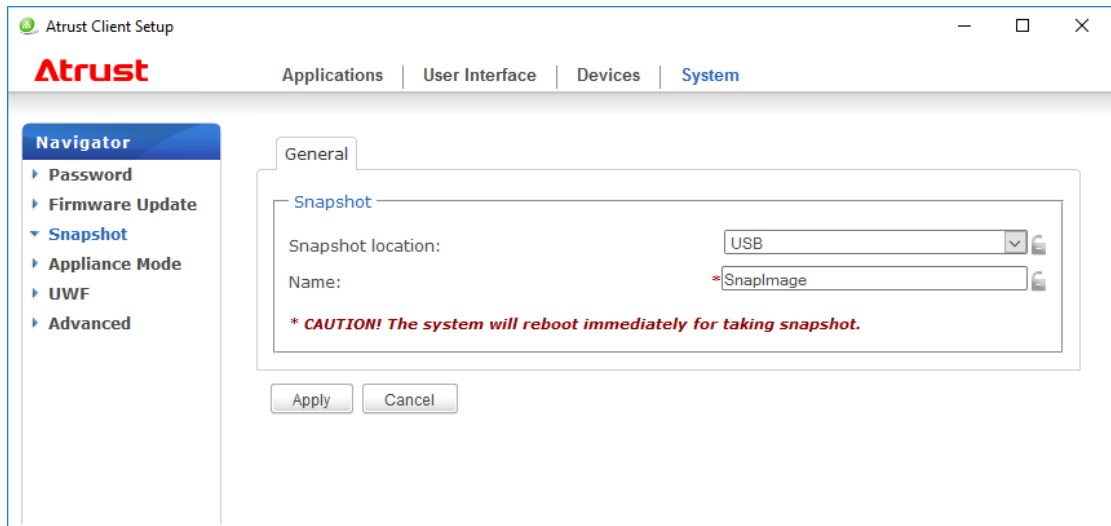 Atrust Client Setup
Atrust
Applications | User Interface | Devices | System
Navigator
Password
Firmware Update
Snapshot
Appliance Mode
UWF
Advanced
General
Snapshot
Snapshot location: USB
Name: *SnapImage
* CAUTION! The system will reboot immediately for taking snapshot.
Apply Cancel